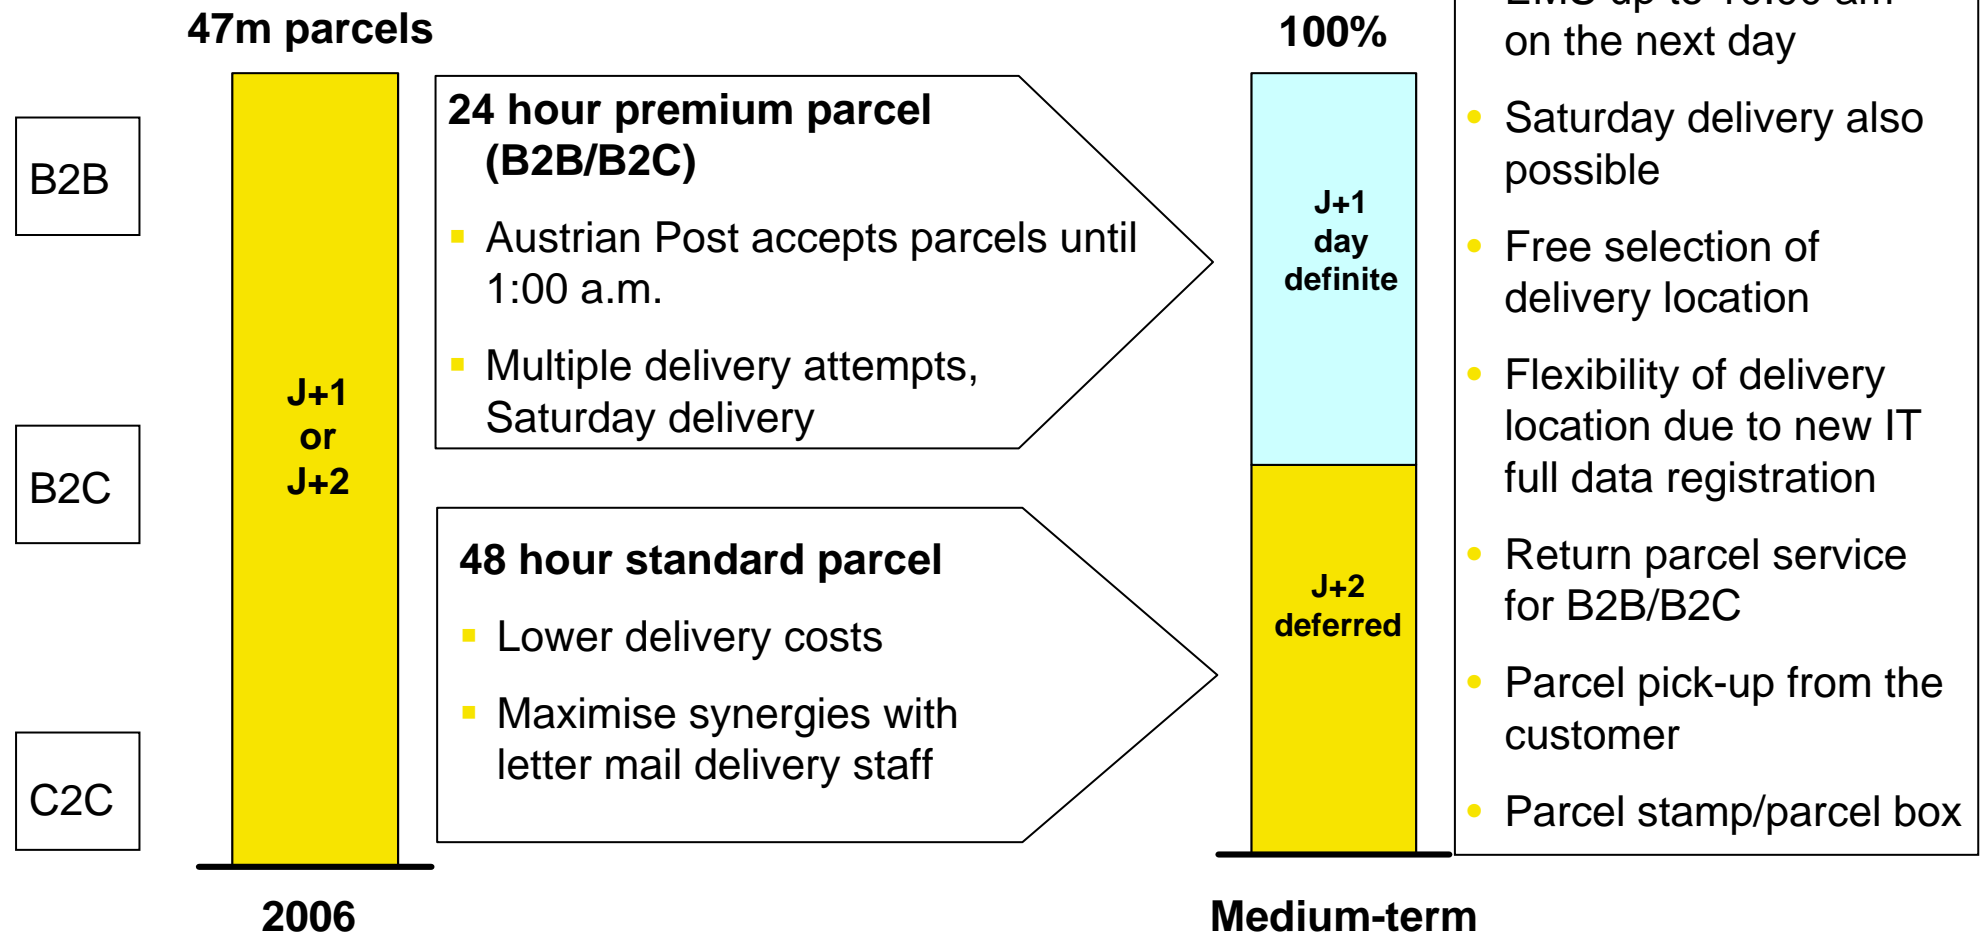 47m parcels
B2B
B2C
C2C
J+1
or
J+2
2006
24 hour premium parcel
(B2B/B2C)
Austrian Post accepts parcels until
1:00 a.m.
Multiple delivery attempts,
Saturday delivery
48 hour standard parcel
Lower delivery costs
Maximise synergies with
letter mail delivery staff
100%
J+1
day
definite
J+2
deferred
Medium-term
on the next day
Saturday delivery also
possible
Free selection of
delivery location
Flexibility of delivery
location due to new IT
full data registration
Return parcel service
for B2B/B2C
Parcel pick-up from the
customer
Parcel stamp/parcel box